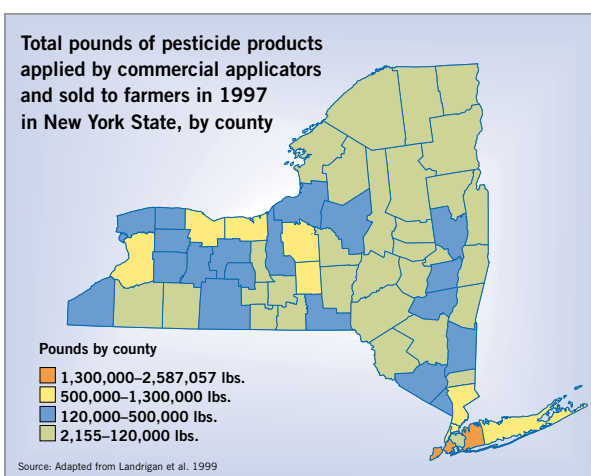 Total pounds of pesticide products
applied by commercial applicators
and sold to farmers in 1997
in New York State, by county
Pounds by county
1,300,000–2,587,057 lbs.
500,000–1,300,000 lbs.
120,000–500,000 lbs.
2,155–120,000 lbs.
Source: Adapted from Landrigan et al. 1999